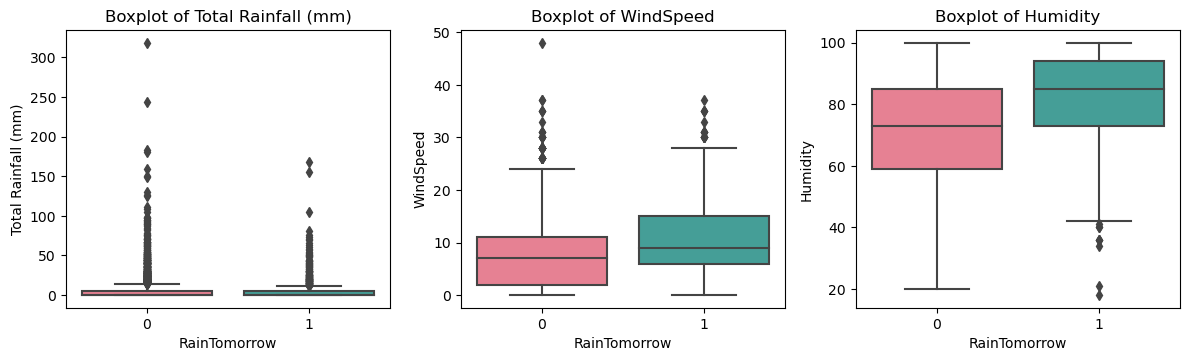 Boxplot of Total Rainfall (mm)
Total Rainfall (mm)
300
250
200
150
100
50
0
0 1
RainTomorrow
Boxplot of WindSpeed
WindSpeed
50
40
30
20
10
0
0 1
RainTomorrow
Boxplot of Humidity
Humidity
100
80
60
40
20
0 1
RainTomorrow